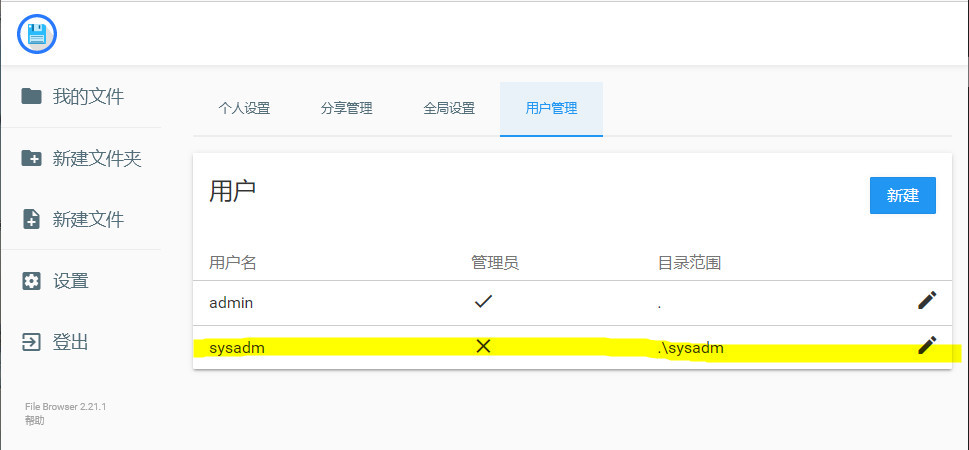 我的文件
新建文件夹
新建文件
设置
登出
File Browser 2.21.1
帮助
个人设置 分享管理 全局设置 用户管理
用户
新建
用户名 管理员 目录范围
admin .
sysadm .\sysadm